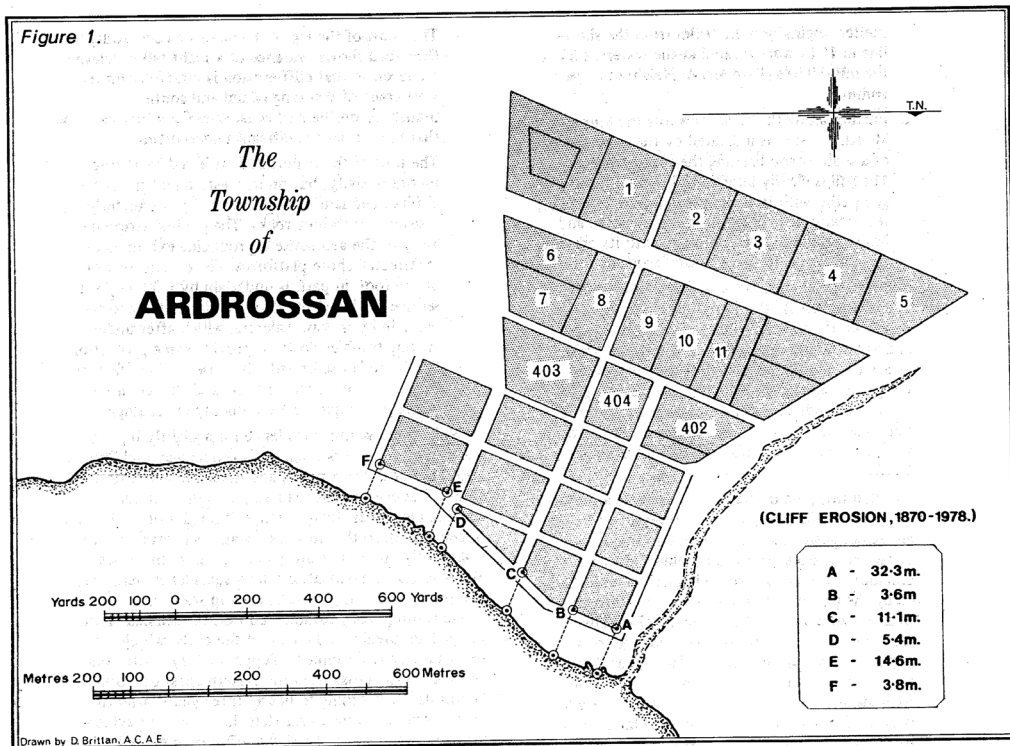 Figure 1.
T.N.
The
Township
of
ARDROSSAN
1
2
3
4
5
6
7
8
9
10
11
403
404
402
F
E
D
C
B
A
(CLIFF EROSION, 1870-1978.)
A - 32·3m.
B - 3·6m
C - 11·1m.
D - 5·4m.
E - 14·6m.
F - 3·8m.
Yards 200 100 0 200 400 600 Yards
Metres 200 100 0 200 400 600 Metres
Drawn by D. Brittan, A.C.A.E.